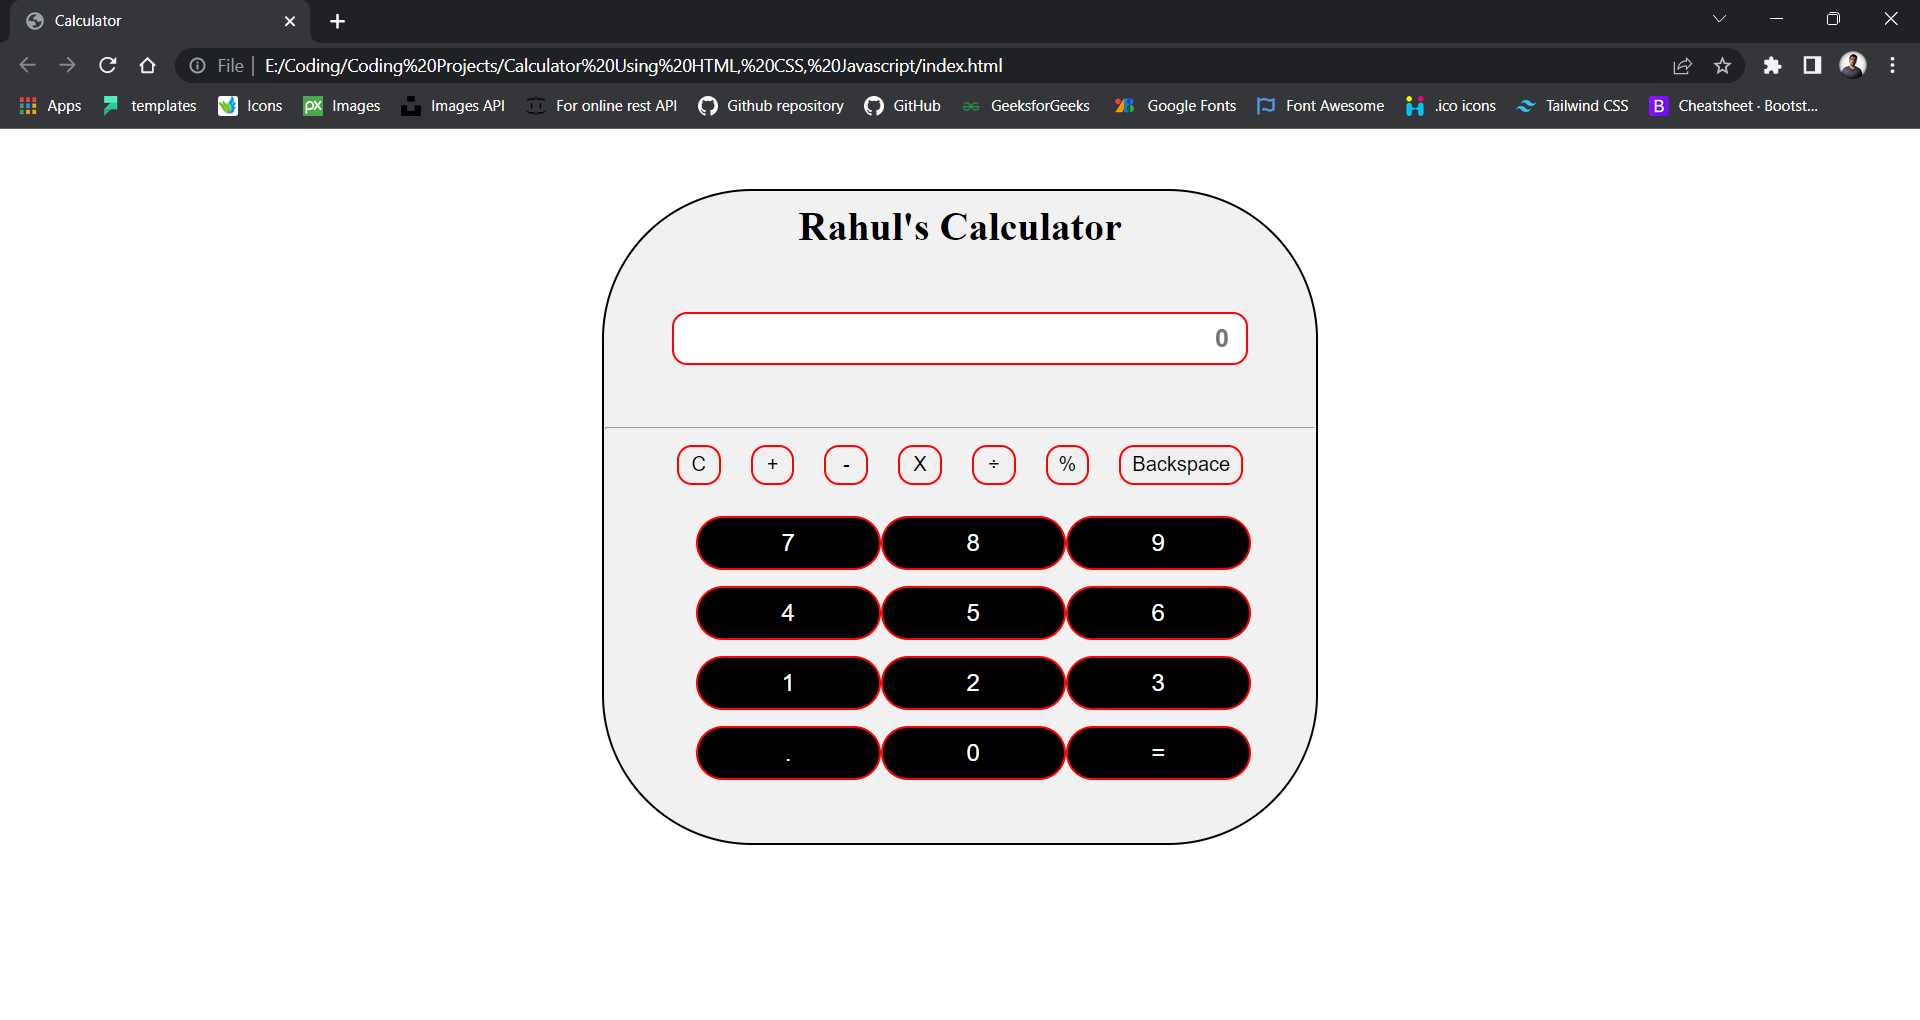 Calculator
File E:/Coding/Coding%20Projects/Calculator%20Using%20HTML,%20CSS,%20Javascript/index.html
Apps templates Icons px Images Images API For online rest API Github repository GitHub GeeksforGeeks Google Fonts Font Awesome .ico icons Tailwind CSS B Cheatsheet · Bootst...
Rahul's Calculator
0
C + - X ÷ % Backspace
7 8 9
4 5 6
1 2 3
. 0 =